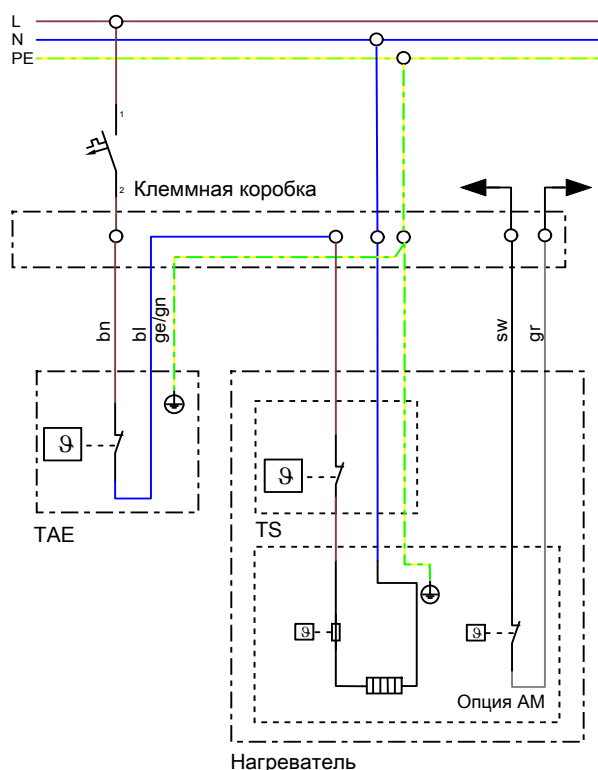 L
N
PE
1
2
Клеммная коробка
bn
bl
ge/gn
sw
gr
ϑ
TAE
ϑ
TS
ϑ
ϑ
Опция AM
Нагреватель